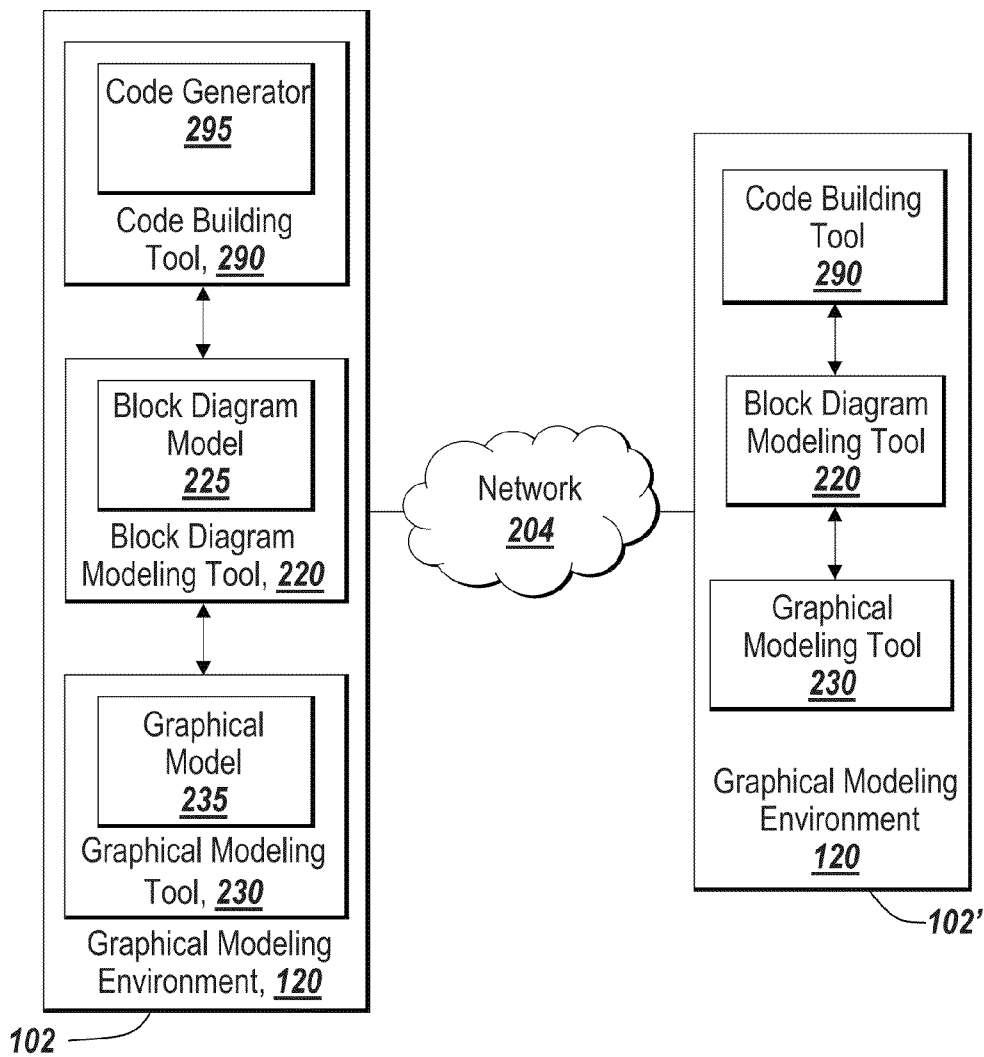 Code Generator
295
Code Building
Tool, 290
Block Diagram
Model
225
Block Diagram
Modeling Tool, 220
Graphical
Model
235
Graphical Modeling
Tool, 230
Graphical Modeling
Environment, 120
102
Network
204
Code Building
Tool
290
Block Diagram
Modeling Tool
220
Graphical
Modeling Tool
230
Graphical Modeling
Environment
120
102’